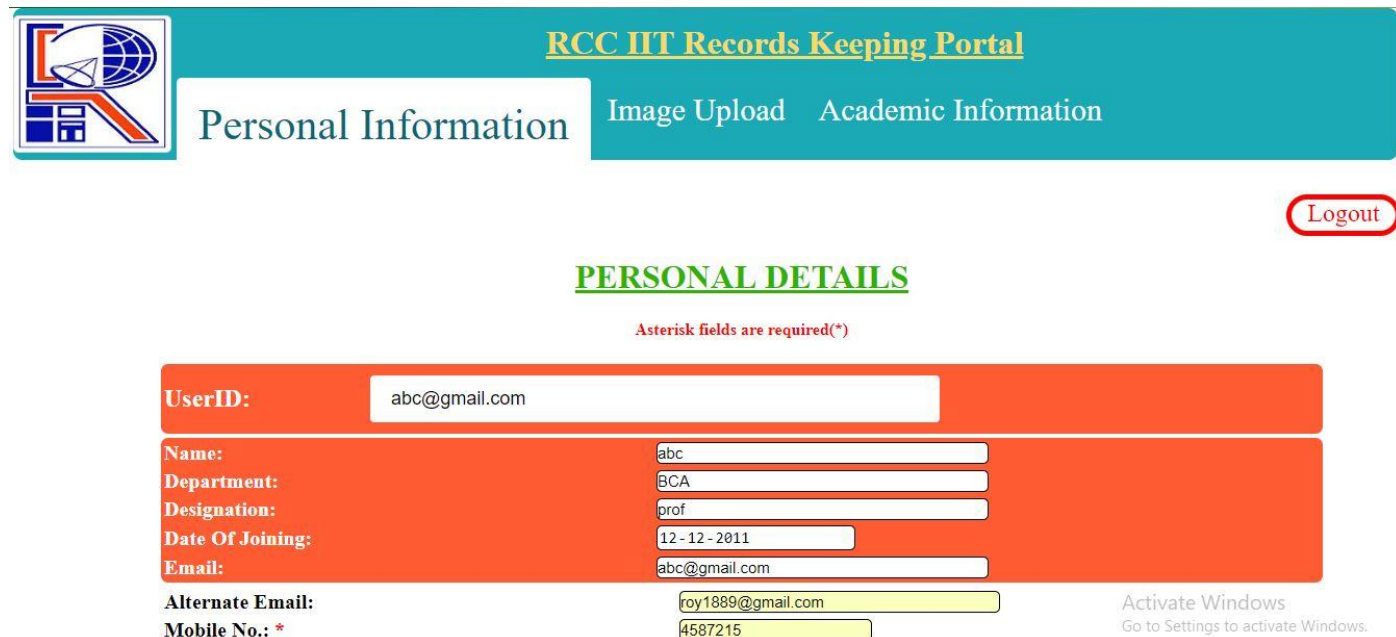 RCC IIT Records Keeping Portal
Personal Information Image Upload Academic Information
Logout
PERSONAL DETAILS
Asterisk fields are required(*)
UserID: abc@gmail.com
Name: abc
Department: BCA
Designation: prof
Date Of Joining: 12-12-2011
Email: abc@gmail.com
Alternate Email: roy1889@gmail.com
Mobile No.: * 4587215
Activate Windows
Go to Settings to activate Windows.